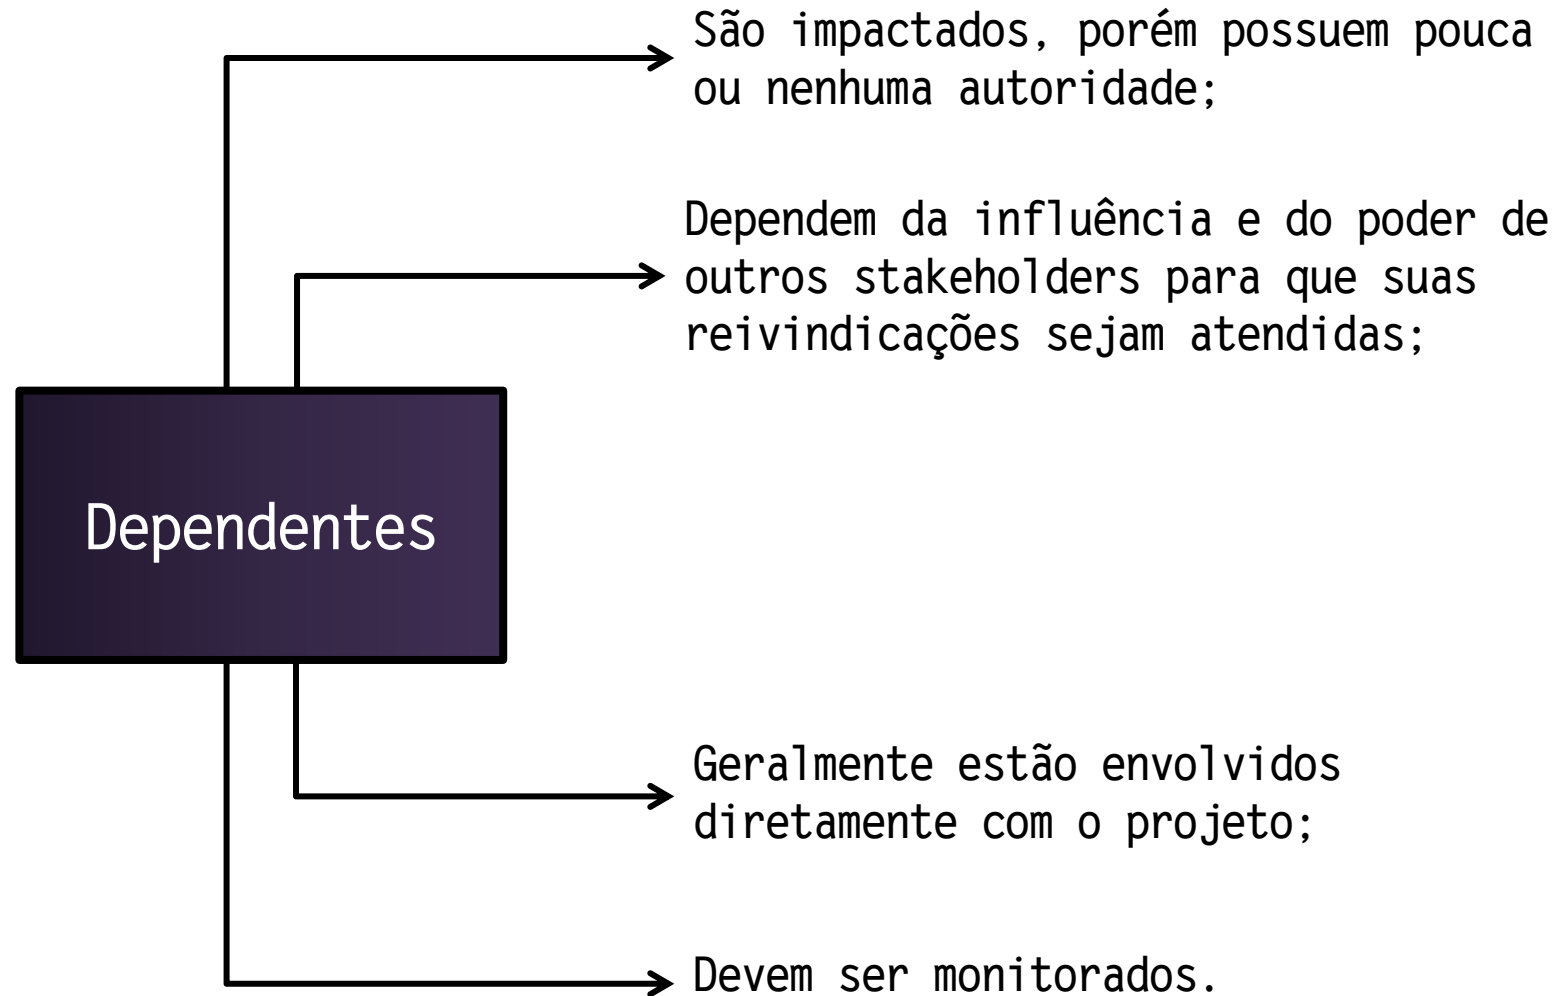 São impactados, porém possuem pouca
ou nenhuma autoridade;
Dependem da influência e do poder de
outros stakeholders para que suas
reivindicações sejam atendidas;
Dependentes
Geralmente estão envolvidos
diretamente com o projeto;
Devem ser monitorados.